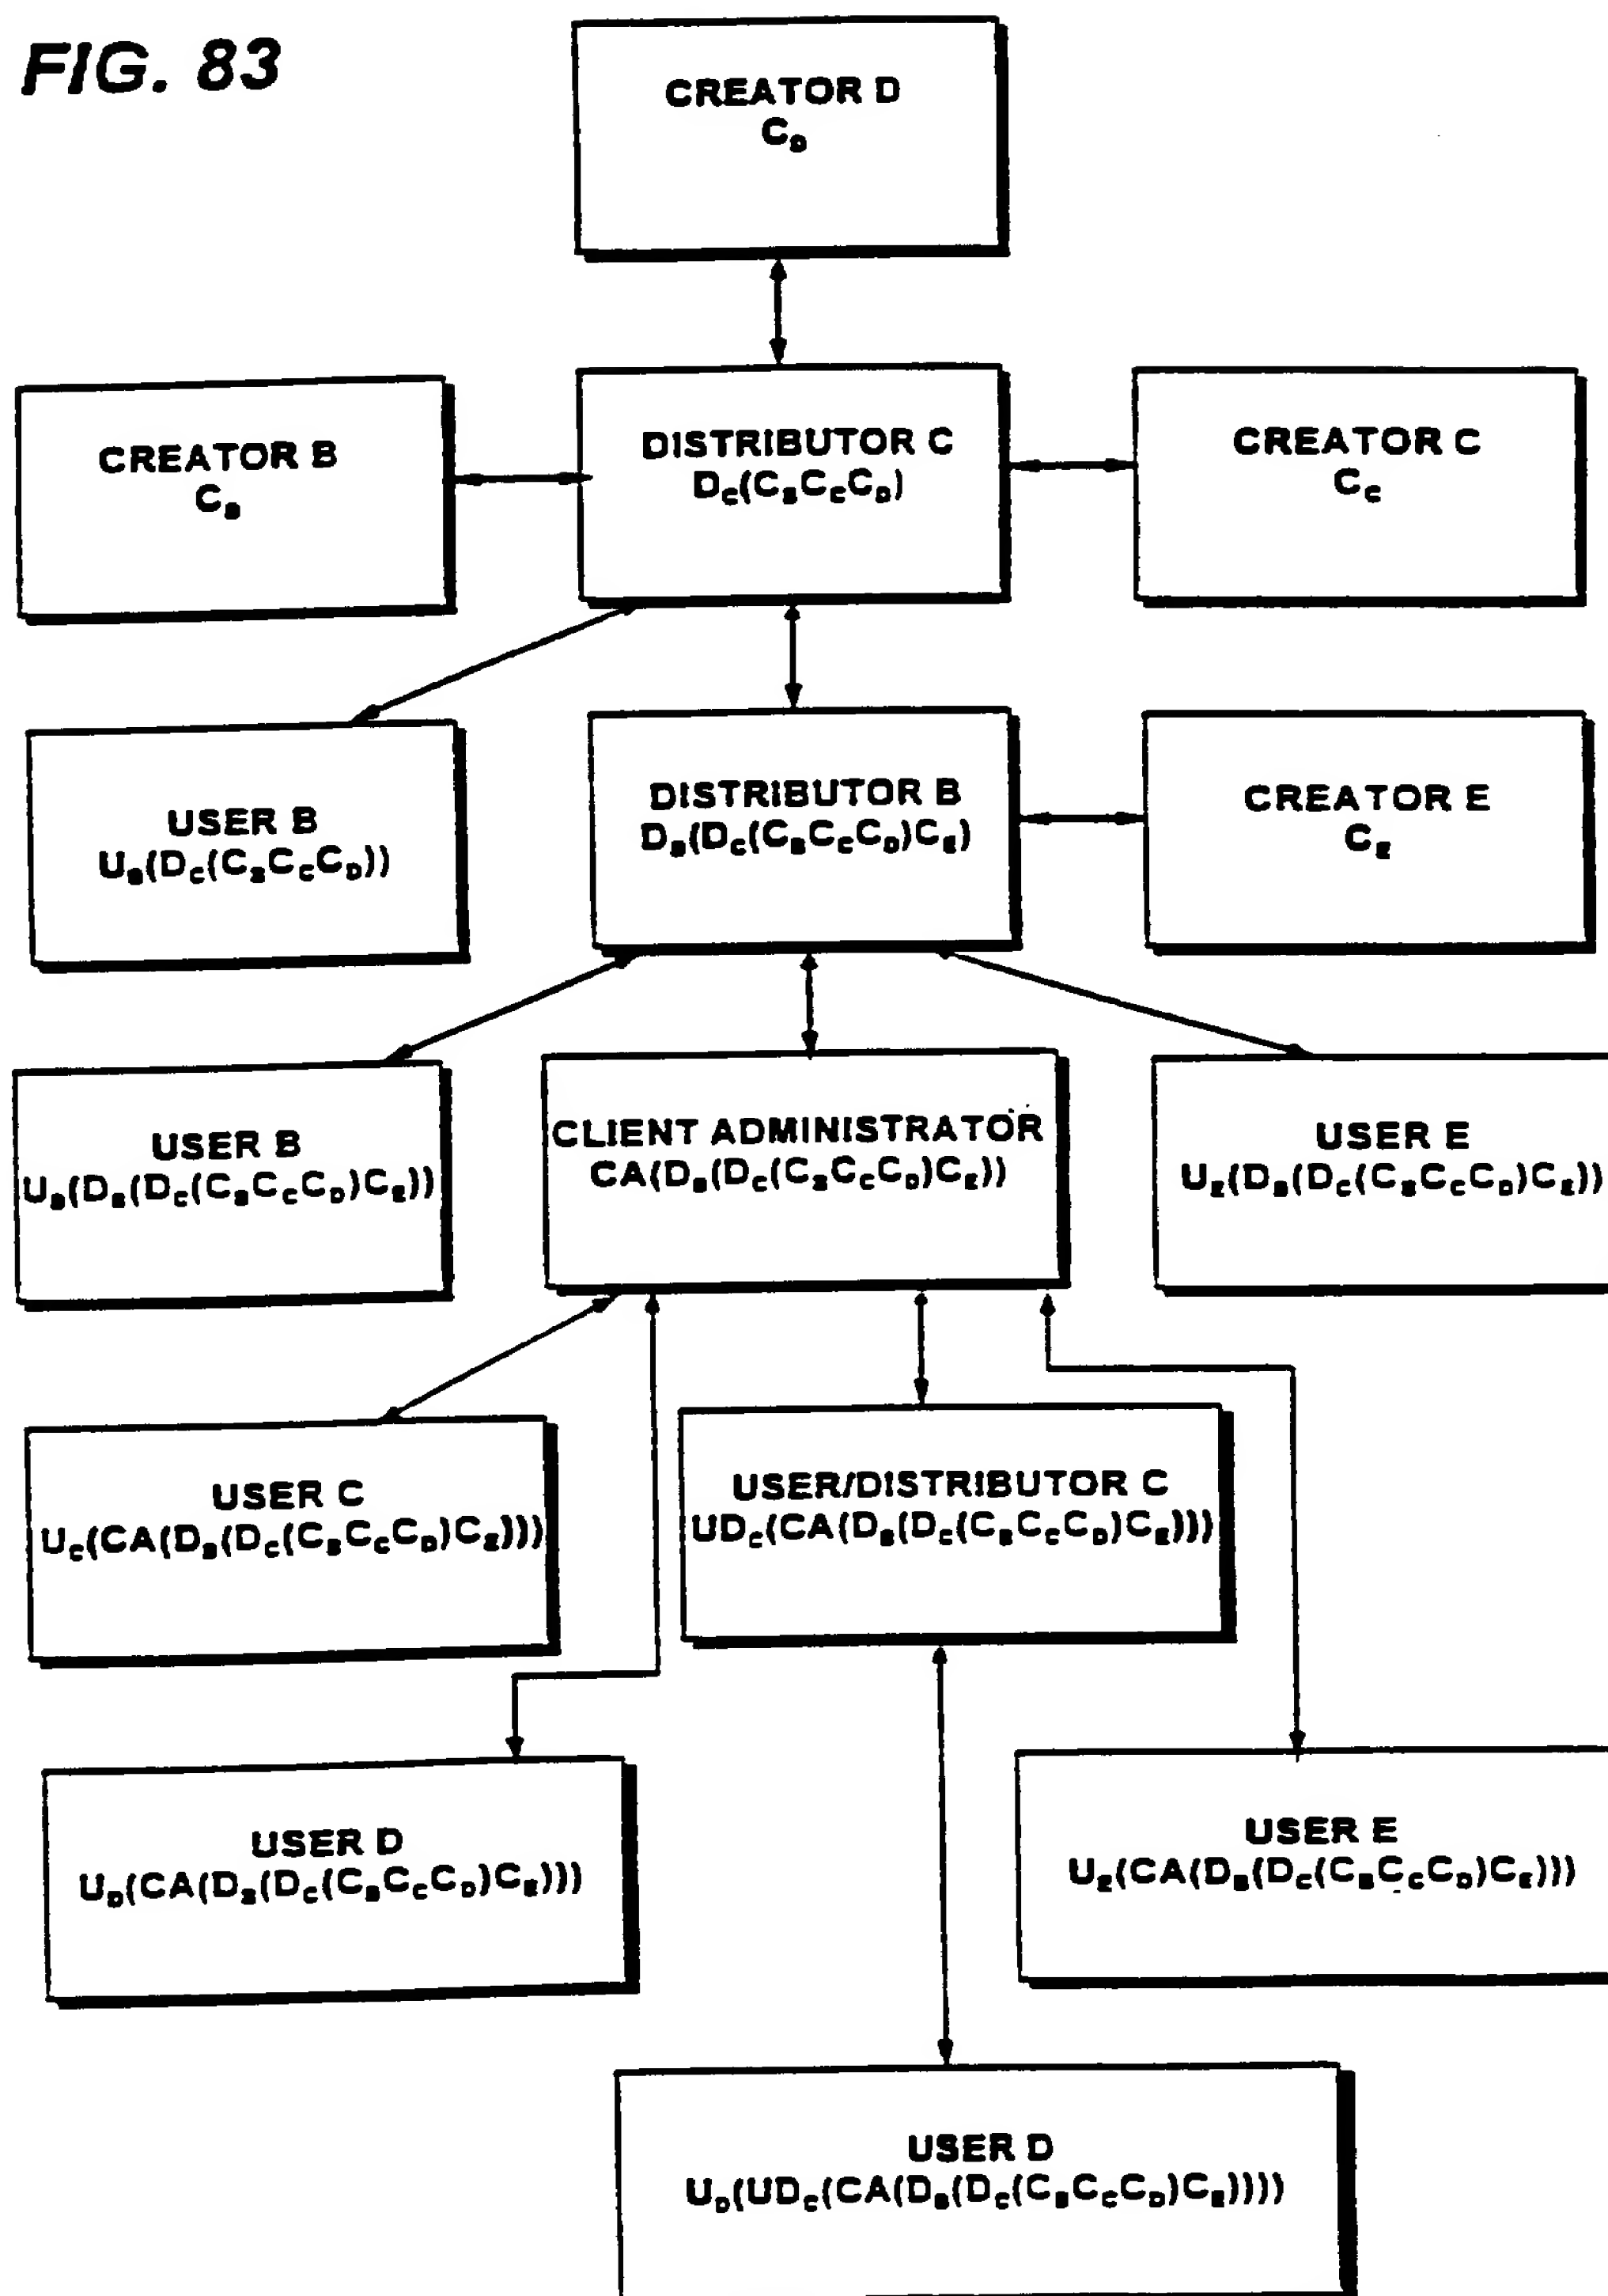 FIG. 83
CREATOR D
C_D
CREATOR B
C_B
DISTRIBUTOR C
D_C(C_BC_CC_D)
CREATOR C
C_C
USER B
U_B(D_C(C_BC_CC_D))
DISTRIBUTOR B
D_B(D_C(C_BC_CC_D)C_E)
CREATOR E
C_E
USER B
U_B(D_B(D_C(C_BC_CC_D)C_E))
CLIENT ADMINISTRATOR
CA(D_B(D_C(C_BC_CC_D)C_E))
USER E
U_E(D_B(D_C(C_BC_CC_D)C_E))
USER C
U_C(CA(D_B(D_C(C_BC_CC_D)C_E)))
USER/DISTRIBUTOR C
UD_C(CA(D_B(D_C(C_BC_CC_D)C_E)))
USER D
U_D(CA(D_B(D_C(C_BC_CC_D)C_E)))
USER E
U_E(CA(D_B(D_C(C_BC_CC_D)C_E)))
USER D
U_D(UD_C(CA(D_B(D_C(C_BC_CC_D)C_E))))